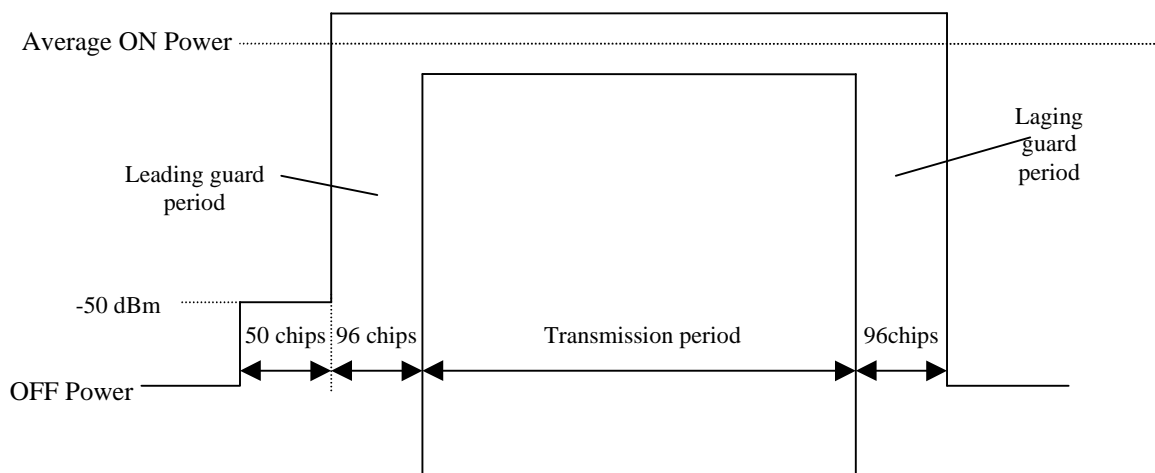 Average ON Power
Laging
guard
period
Leading guard
period
-50 dBm
50 chips
96 chips
Transmission period
96chips
OFF Power